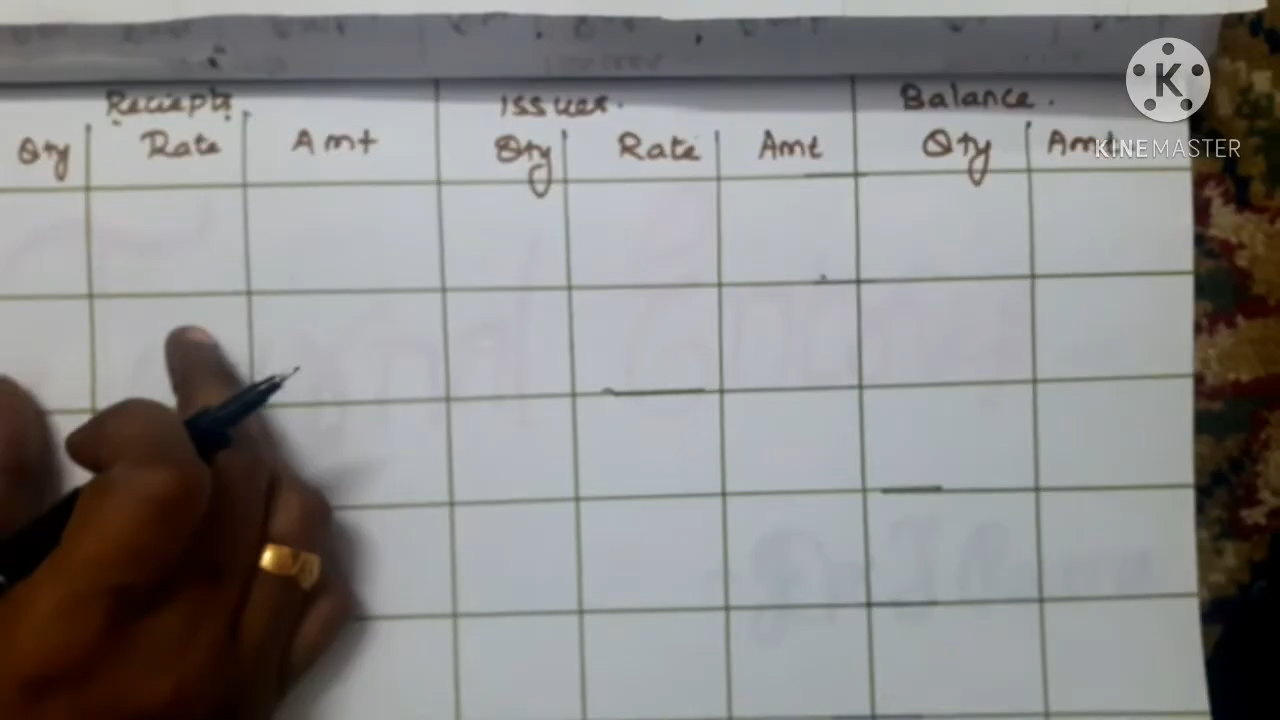 Reciepts Issues. Balance.
Qty Rate Amt Qty Rate Amt Qty Amt
K
KINEMASTER